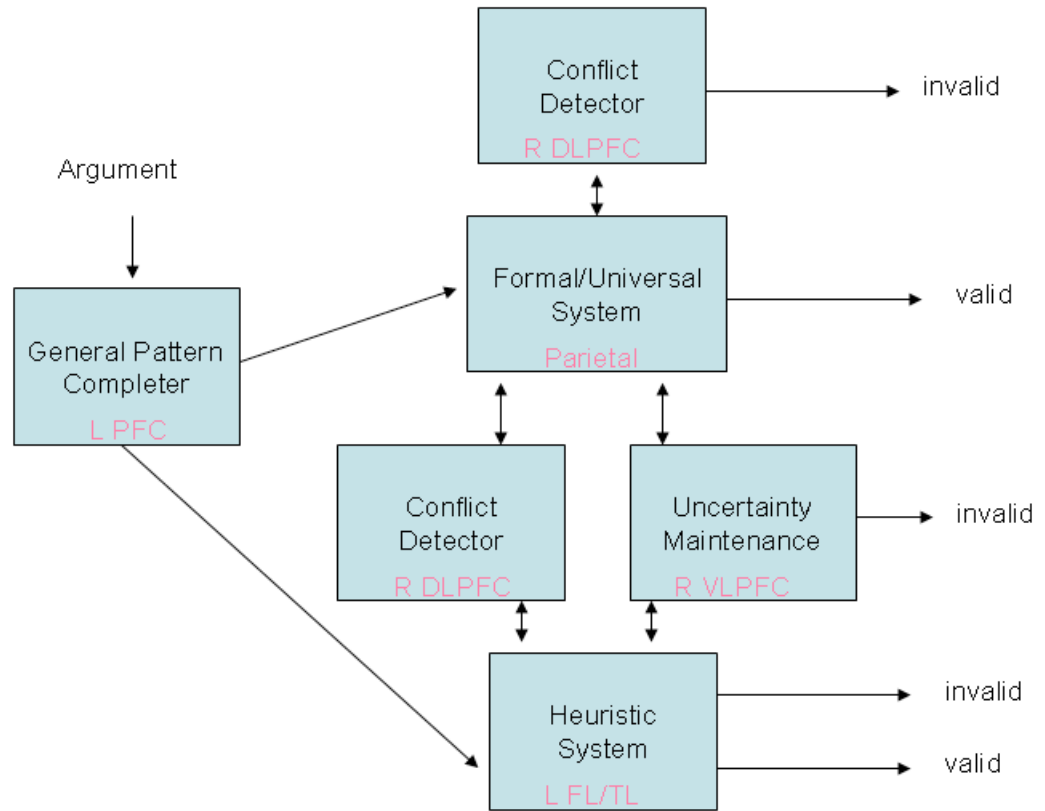 Conflict
Detector
R DLPFC
invalid
Argument
General Pattern
Completer
L PFC
Formal/Universal
System
Parietal
valid
Conflict
Detector
R DLPFC
Uncertainty
Maintenance
R VLPFC
invalid
Heuristic
System
L FL/TL
invalid
valid